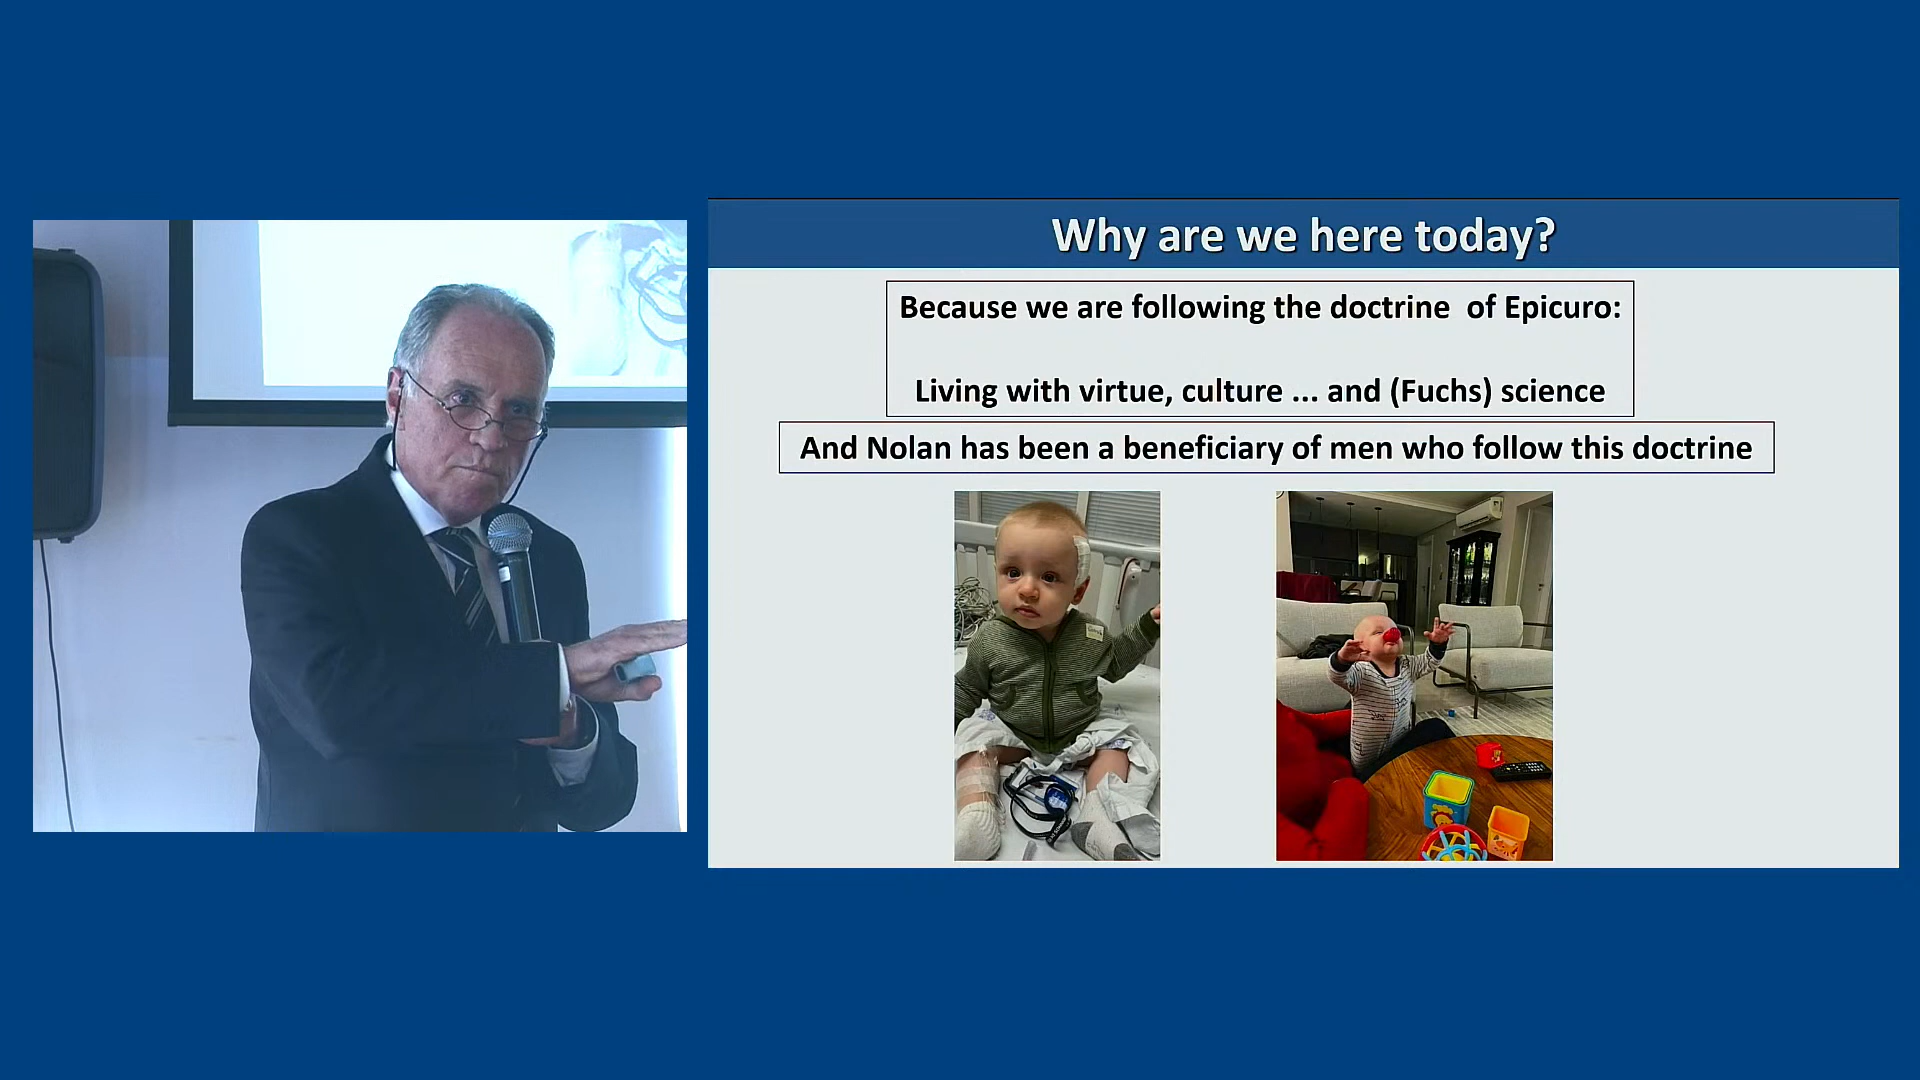 Why are we here today?
Because we are following the doctrine of Epicuro:
Living with virtue, culture ... and (Fuchs) science
And Nolan has been a beneficiary of men who follow this doctrine